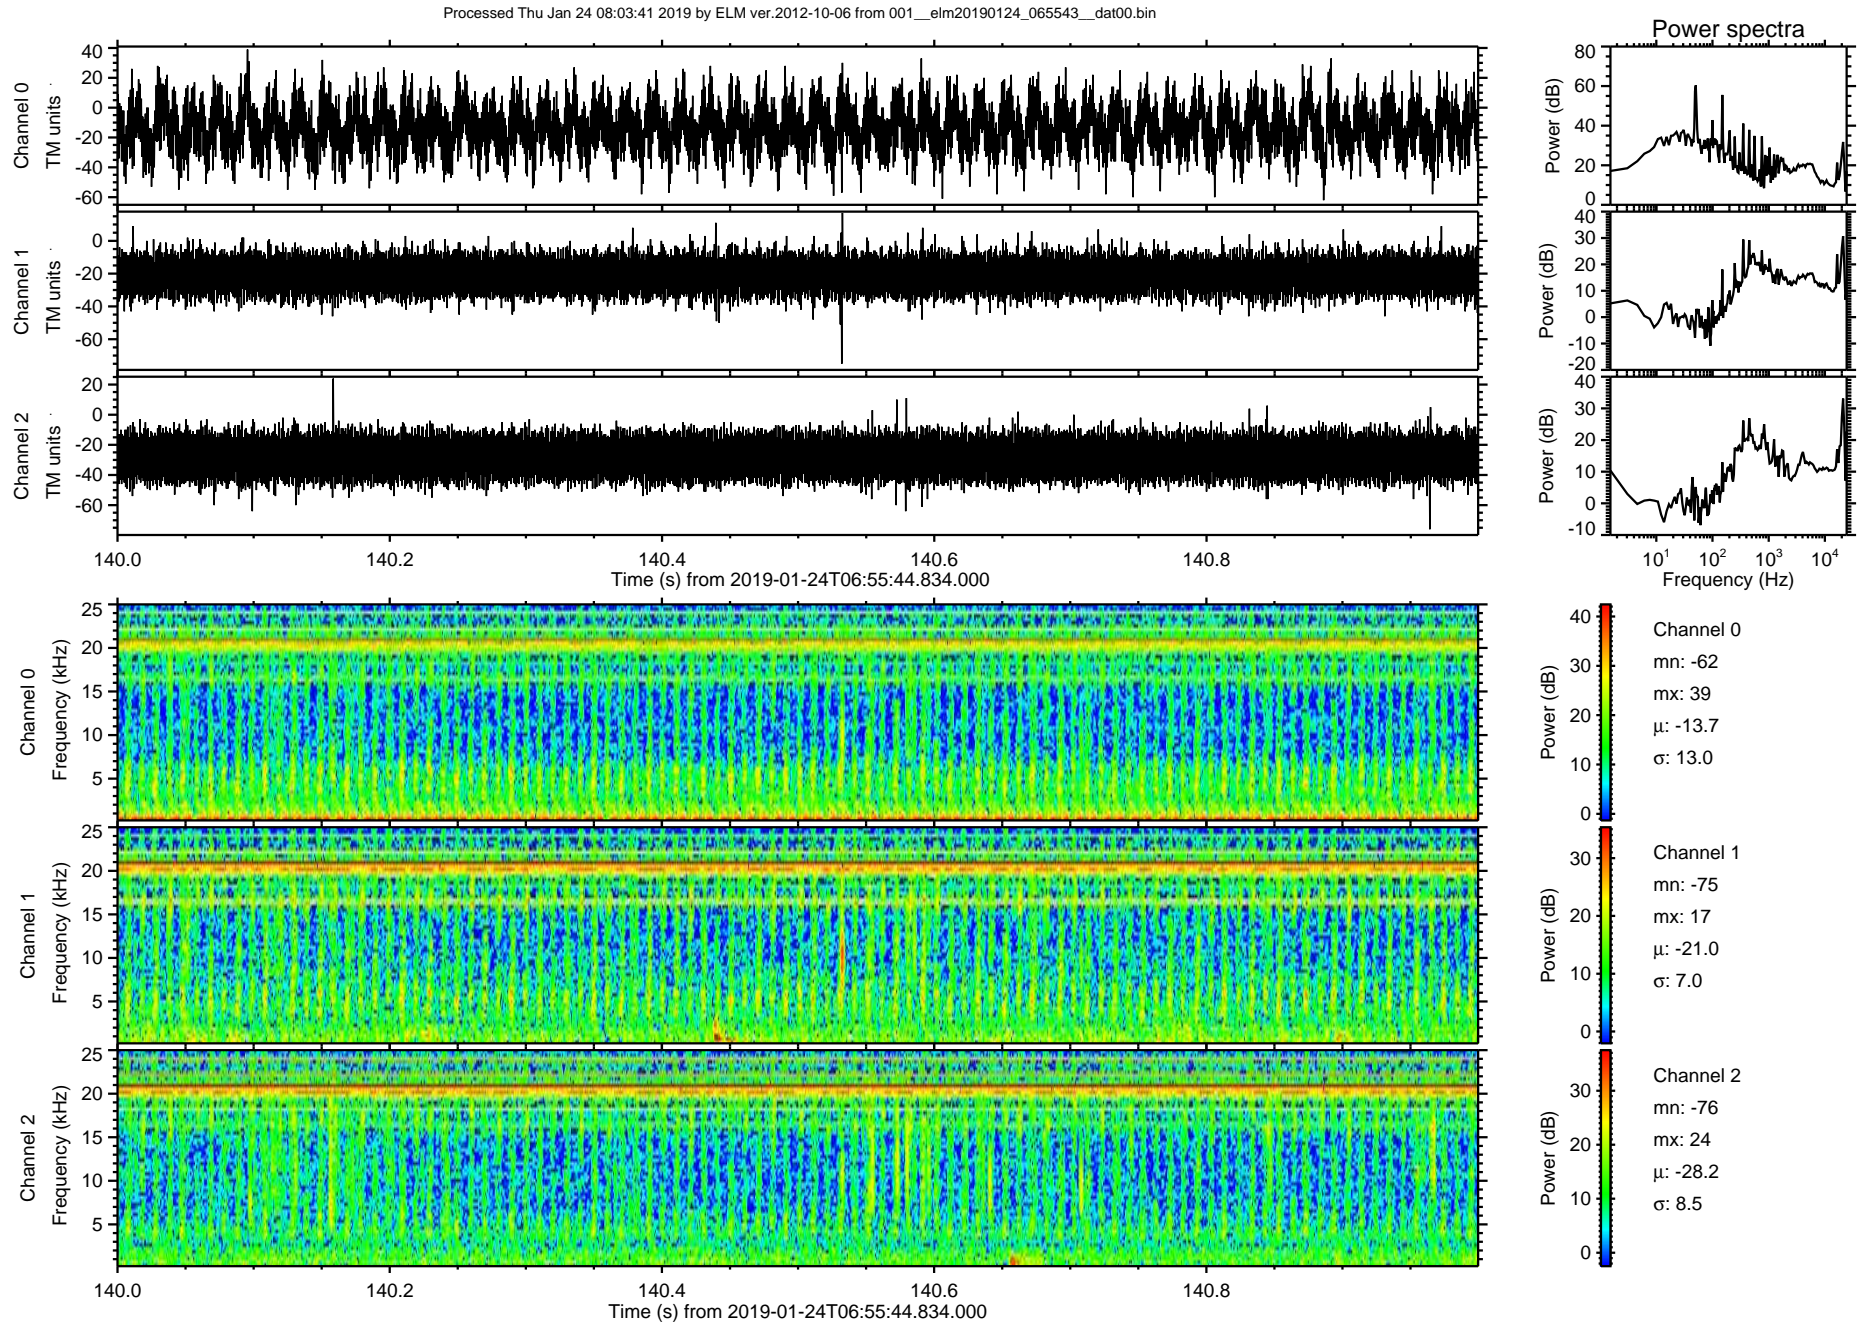 Processed Thu Jan 24 08:03:41 2019 by ELM ver.2012-10-06 from 001__elm20190124_065543__dat00.bin
Power spectra
Channel 0
TM units
40
20
0
-20
-40
-60
Power (dB)
80
60
40
20
0
Channel 1
TM units
0
-20
-40
-60
Power (dB)
40
30
20
10
0
-10
-20
Channel 2
TM units
20
0
-20
-40
-60
Power (dB)
40
30
20
10
0
-10
140.0 140.2 140.4 140.6 140.8
Time (s) from 2019-01-24T06:55:44.834.000
10¹ 10² 10³ 10⁴
Frequency (Hz)
Channel 0
Frequency (kHz)
25
20
15
10
5
Power (dB)
40
30
20
10
0
Channel 0
mn: -62
mx: 39
μ: -13.7
σ: 13.0
Channel 1
Frequency (kHz)
25
20
15
10
5
Power (dB)
30
20
10
0
Channel 1
mn: -75
mx: 17
μ: -21.0
σ: 7.0
Channel 2
Frequency (kHz)
25
20
15
10
5
Power (dB)
30
20
10
0
Channel 2
mn: -76
mx: 24
μ: -28.2
σ: 8.5
140.0 140.2 140.4 140.6 140.8
Time (s) from 2019-01-24T06:55:44.834.000